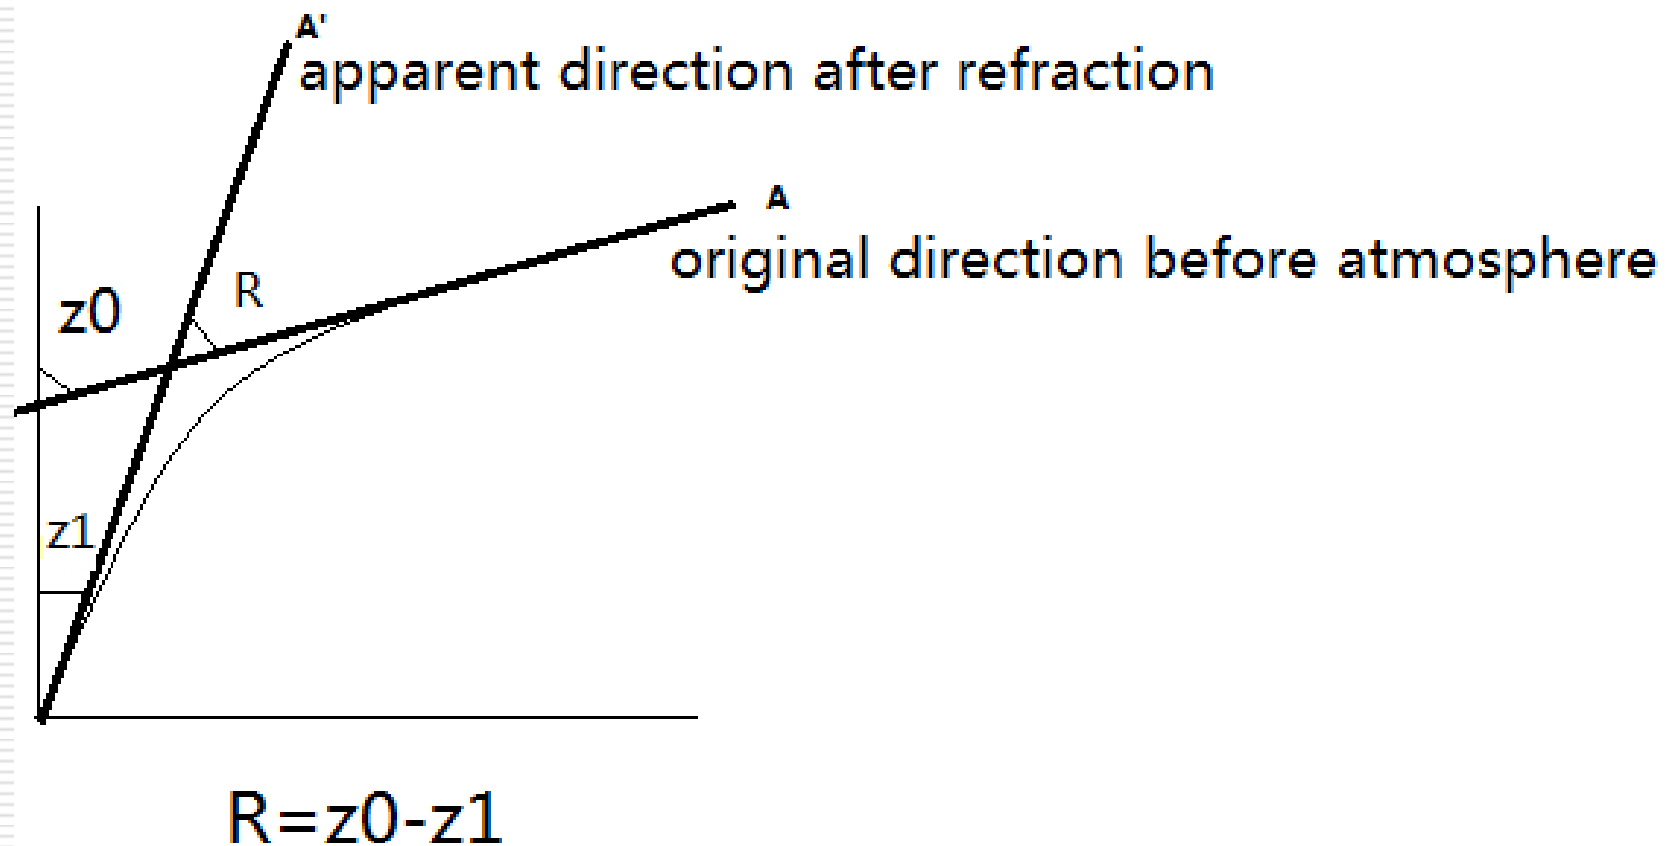 A'
apparent direction after refraction
A
original direction before atmosphere
R
z0
z1
R=z0-z1